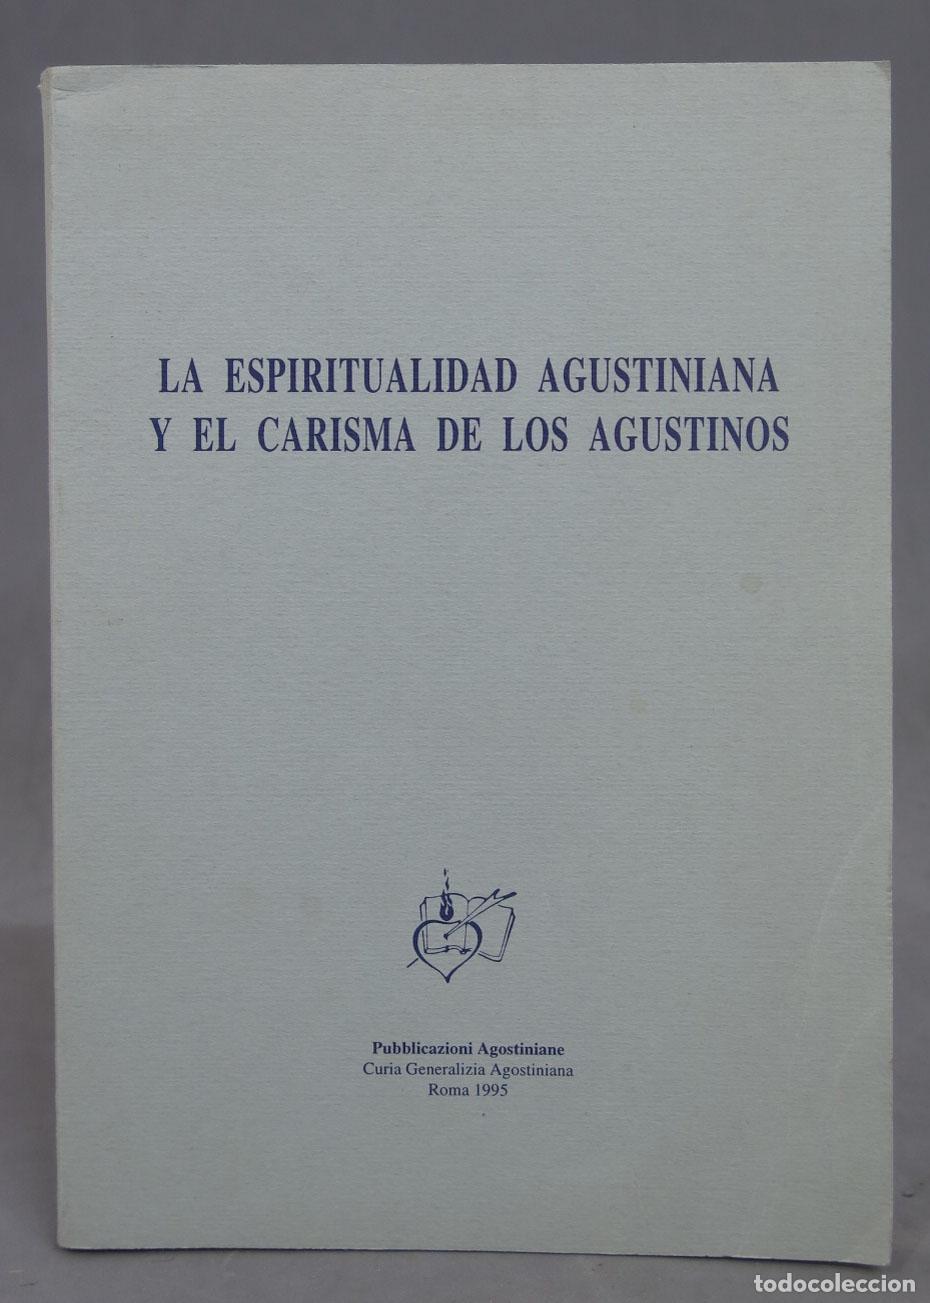 LA ESPIRITUALIDAD AGUSTINIANA
Y EL CARISMA DE LOS AGUSTINOS
Pubblicazioni Agostiniane
Curia Generalizia Agostiniana
Roma 1995
todocoleccion